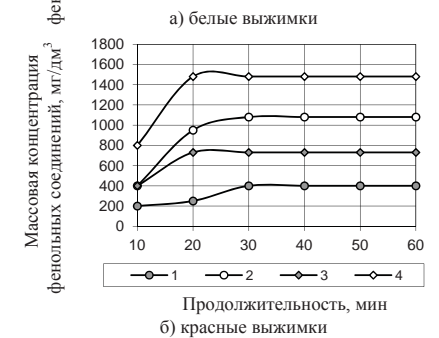 фен
а) белые выжимки
Массовая концентрация
фенольных соединений, мг/дм³
1800
1600
1400
1200
1000
800
600
400
200
0
10 20 30 40 50 60
1 2 3 4
Продолжительность, мин
б) красные выжимки